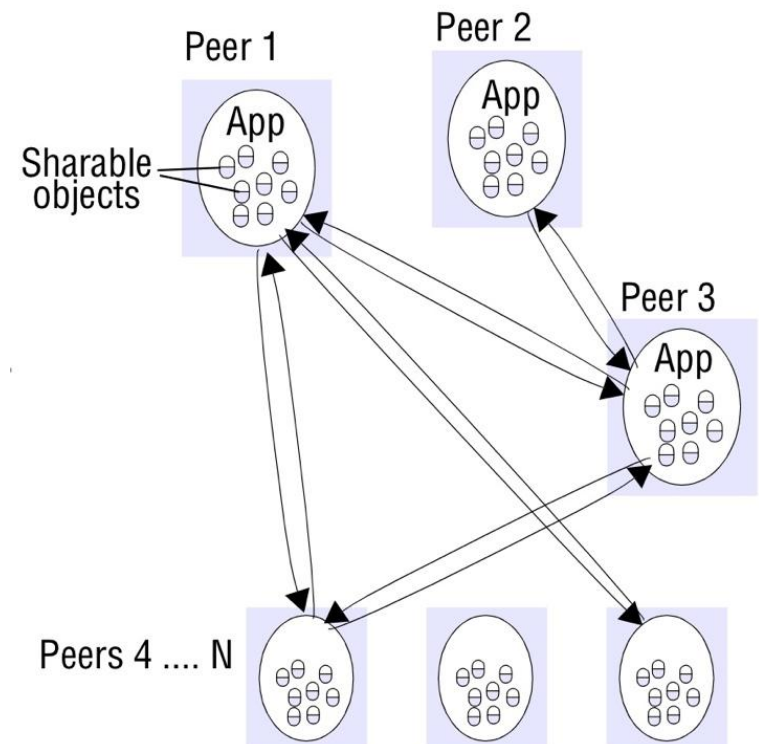 Peer 1
Peer 2
App
App
Sharable
objects
Peer 3
App
Peers 4 .... N